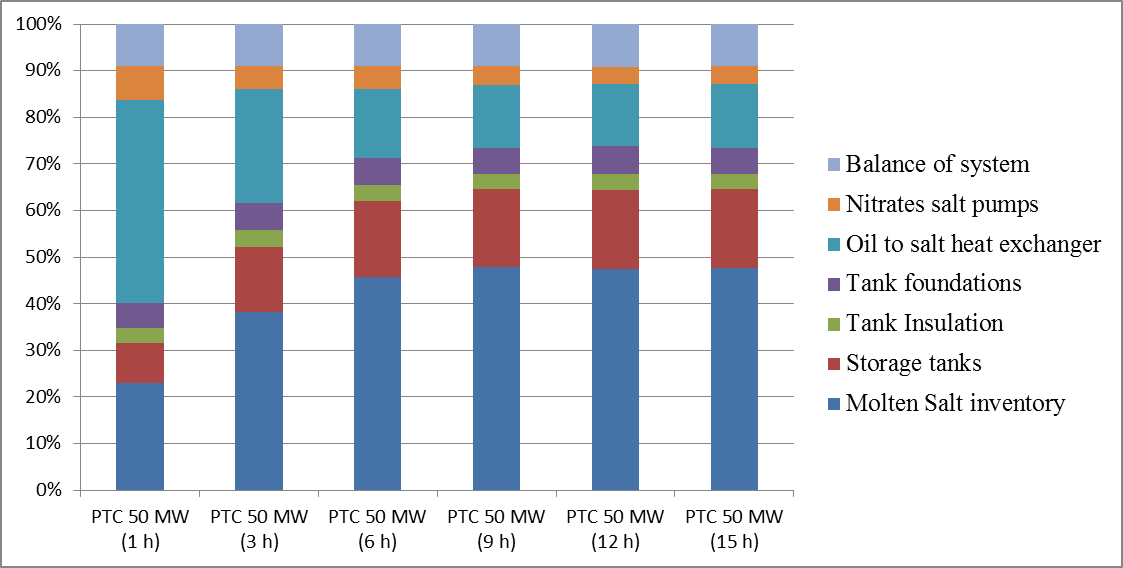 100%
90%
80%
70%
60%
50%
40%
30%
20%
10%
0%
PTC 50 MW
(1 h)
PTC 50 MW
(3 h)
PTC 50 MW
(6 h)
PTC 50 MW
(9 h)
PTC 50 MW
(12 h)
PTC 50 MW
(15 h)
Balance of system
Nitrates salt pumps
Oil to salt heat exchanger
Tank foundations
Tank Insulation
Storage tanks
Molten Salt inventory